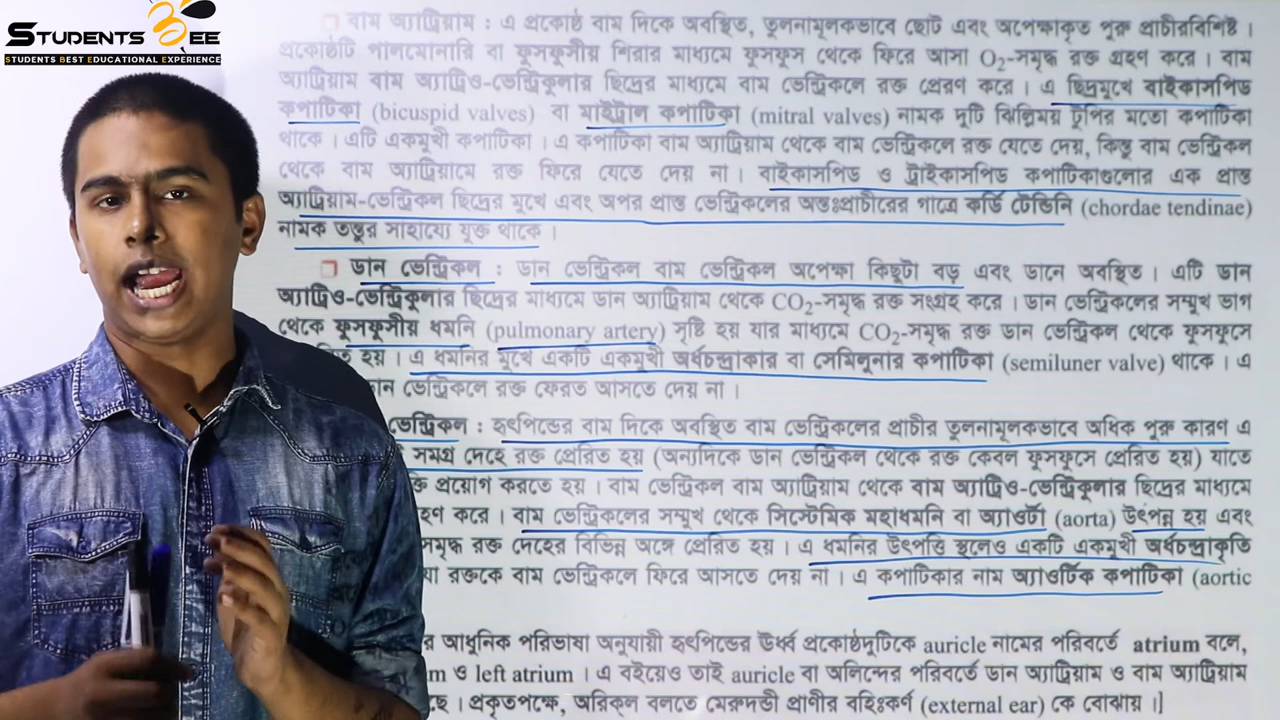 STUDENTS BEE
STUDENTS BEST EDUCATIONAL EXPERIENCE
❑ বাম অ্যাট্রিয়াম : এ প্রকোষ্ঠ বাম দিকে অবস্থিত, তুলনামূলকভাবে ছোট এবং অপেক্ষাকৃত পুরু প্রাচীরবিশিষ্ট ।
প্রকোষ্ঠটি পালমোনারি বা ফুসফুসীয় শিরার মাধ্যমে ফুসফুস থেকে ফিরে আসা O₂-সমৃদ্ধ রক্ত গ্রহণ করে । বাম
অ্যাট্রিয়াম বাম অ্যাট্রিও-ভেন্ট্রিকুলার ছিদ্রের মাধ্যমে বাম ভেন্ট্রিকলে রক্ত প্রেরণ করে । এ ছিদ্রমুখে বাইকাসপিড
কপাটিকা (bicuspid valves) বা মাইট্রাল কপাটিকা (mitral valves) নামক দুটি ঝিল্লিময় টুপির মতো কপাটিকা
থাকে । এটি একমুখী কপাটিকা । এ কপাটিকা বাম অ্যাট্রিয়াম থেকে বাম ভেন্ট্রিকলে রক্ত যেতে দেয়, কিন্তু বাম ভেন্ট্রিকল
থেকে বাম অ্যাট্রিয়ামে রক্ত ফিরে যেতে দেয় না । বাইকাসপিড ও ট্রাইকাসপিড কপাটিকাগুলোর এক প্রান্ত
অ্যাট্রিয়াম-ভেন্ট্রিকল ছিদ্রের মুখে এবং অপর প্রান্ত ভেন্ট্রিকলের অন্তঃপ্রাচীরের গাত্রে কর্ডি টেন্ডিনি (chordae tendinae)
নামক তন্তুর সাহায্যে যুক্ত থাকে ।
❑ ডান ভেন্ট্রিকল : ডান ভেন্ট্রিকল বাম ভেন্ট্রিকল অপেক্ষা কিছুটা বড় এবং ডানে অবস্থিত । এটি ডান
অ্যাট্রিও-ভেন্ট্রিকুলার ছিদ্রের মাধ্যমে ডান অ্যাট্রিয়াম থেকে CO₂-সমৃদ্ধ রক্ত সংগ্রহ করে । ডান ভেন্ট্রিকলের সম্মুখ ভাগ
থেকে ফুসফুসীয় ধমনি (pulmonary artery) সৃষ্টি হয় যার মাধ্যমে CO₂-সমৃদ্ধ রক্ত ডান ভেন্ট্রিকল থেকে ফুসফুসে
হয় । এ ধমনির মুখে একটি একমুখী অর্ধচন্দ্রাকার বা সেমিলুনার কপাটিকা (semiluner valve) থাকে । এ
ভেন্ট্রিকলে রক্ত ফেরত আসতে দেয় না ।
ভেন্ট্রিকল : হৃৎপিন্ডের বাম দিকে অবস্থিত বাম ভেন্ট্রিকলের প্রাচীর তুলনামূলকভাবে অধিক পুরু কারণ এ
সমগ্র দেহে রক্ত প্রেরিত হয় (অন্যদিকে ডান ভেন্ট্রিকল থেকে রক্ত কেবল ফুসফুসে প্রেরিত হয়) যাতে
প্রয়োগ করতে হয় । বাম ভেন্ট্রিকল বাম অ্যাট্রিয়াম থেকে বাম অ্যাট্রিও-ভেন্ট্রিকুলার ছিদ্রের মাধ্যমে
হণ করে । বাম ভেন্ট্রিকলের সম্মুখ থেকে সিস্টেমিক মহাধমনি বা অ্যাওর্টা (aorta) উৎপন্ন হয় এবং
সমৃদ্ধ রক্ত দেহের বিভিন্ন অঙ্গে প্রেরিত হয় । এ ধমনির উৎপত্তি স্থলেও একটি একমুখী অর্ধচন্দ্রাকৃতি
যা রক্তকে বাম ভেন্ট্রিকলে ফিরে আসতে দেয় না । এ কপাটিকার নাম অ্যাওর্টিক কপাটিকা (aortic
র আধুনিক পরিভাষা অনুযায়ী হৃৎপিন্ডের ঊর্ধ্ব প্রকোষ্ঠদুটিকে auricle নামের পরিবর্তে atrium বলে,
m ও left atrium । এ বইয়েও তাই auricle বা অলিন্দের পরিবর্তে ডান অ্যাট্রিয়াম ও বাম অ্যাট্রিয়াম
ছে । প্রকৃতপক্ষে, অরিকল বলতে মেরুদন্ডী প্রাণীর বহিঃকর্ণ (external ear) কে বোঝায় ।]